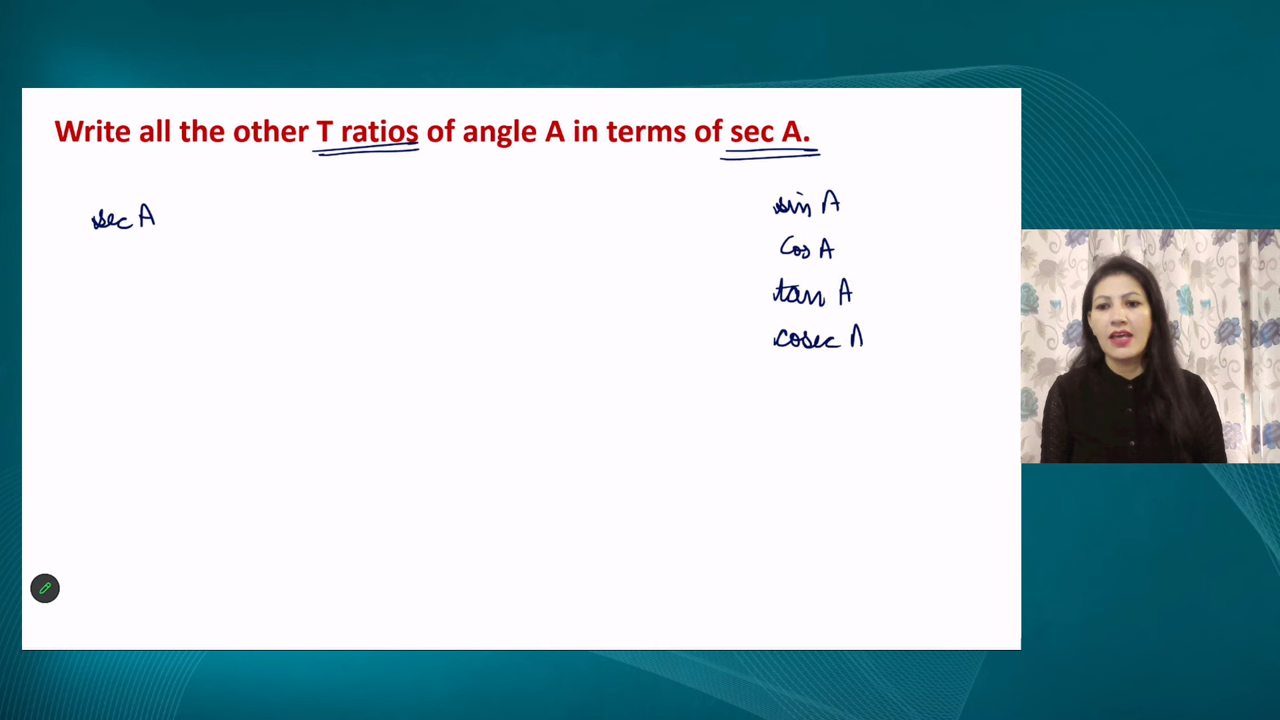 Write all the other T ratios of angle A in terms of sec A.
sec A
sin A
cos A
tan A
cosec A